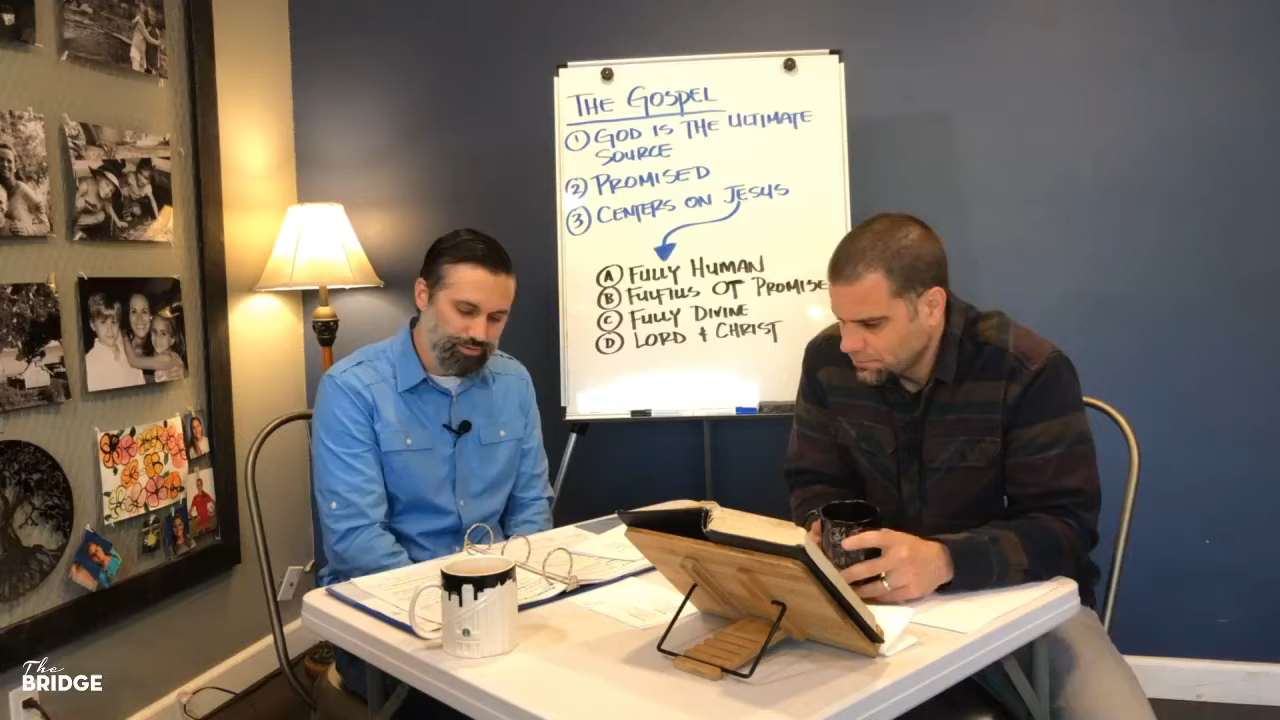 THE GOSPEL
1 GOD IS THE ULTIMATE
SOURCE
2 PROMISED
3 CENTERS ON JESUS
A FULLY HUMAN
B FULFILLS OT PROMISE
C FULLY DIVINE
D LORD + CHRIST
The
BRIDGE